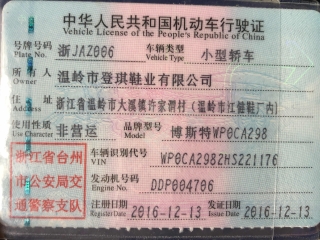 中华人民共和国机动车行驶证
Vehicle License of the People's Republic of China
号牌号码 浙JAZ006 车辆类型 小型轿车
Plate No. Vehicle Type
所有人 温岭市登琪鞋业有限公司
Owner
住址 浙江省温岭市大溪镇许家渭村(温岭市江健鞋厂内)
Address
使用性质 非营运 品牌型号 博斯特WP0CA298
Use Character Model
浙江省台州
市公安局交
通警察支队
车辆识别代号 WP0CA2982HS221176
VIN
发动机号码 DDP004706
Engine No.
注册日期 2016-12-13 发证日期 2016-12-13
Register Date Issue Date